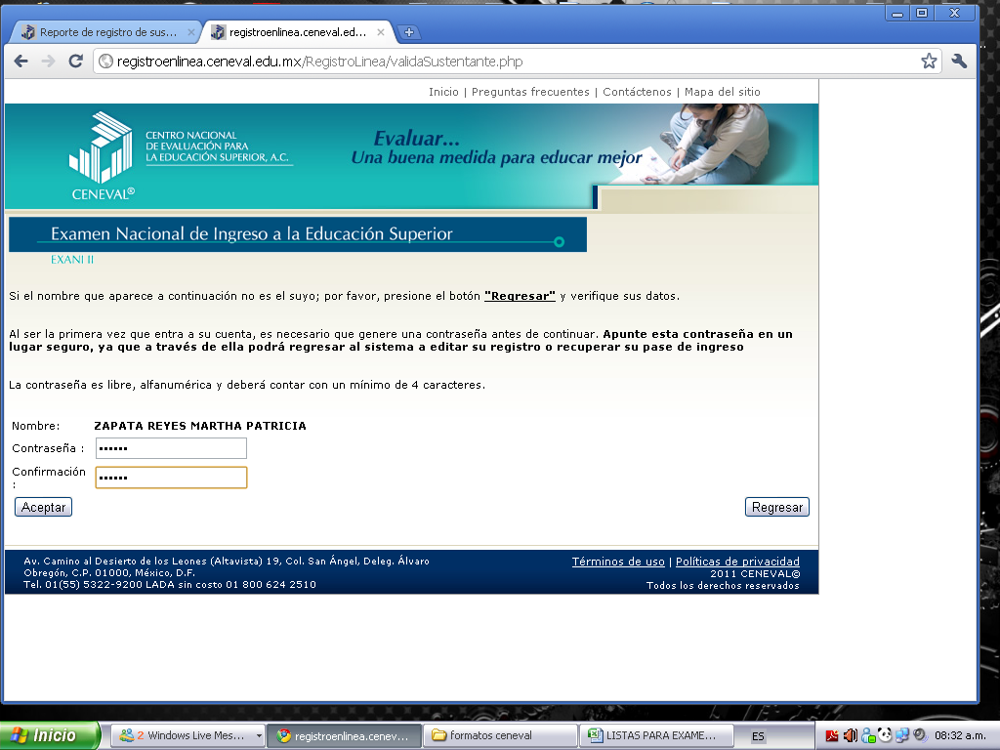 Reporte de registro de sus...
registroenlinea.ceneval.ed...
registroenlinea.ceneval.edu.mx/RegistroLinea/validaSustentante.php
Inicio | Preguntas frecuentes | Contáctenos | Mapa del sitio
CENTRO NACIONAL
DE EVALUACIÓN PARA
LA EDUCACIÓN SUPERIOR, A.C.
CENEVAL®
Evaluar...
Una buena medida para educar mejor
Examen Nacional de Ingreso a la Educación Superior
EXANI II
Si el nombre que aparece a continuación no es el suyo; por favor, presione el botón "Regresar" y verifique sus datos.
Al ser la primera vez que entra a su cuenta, es necesario que genere una contraseña antes de continuar. Apunte esta contraseña en un
lugar seguro, ya que a través de ella podrá regresar al sistema a editar su registro o recuperar su pase de ingreso
La contraseña es libre, alfanumérica y deberá contar con un mínimo de 4 caracteres.
Nombre: ZAPATA REYES MARTHA PATRICIA
Contraseña : ••••••
Confirmación
: ••••••
Aceptar
Regresar
Av. Camino al Desierto de los Leones (Altavista) 19, Col. San Ángel, Deleg. Álvaro
Obregón, C.P. 01000, México, D.F.
Tel. 01(55) 5322-9200 LADA sin costo 01 800 624 2510
Términos de uso | Políticas de privacidad
2011 CENEVAL©
Todos los derechos reservados
Inicio
2 Windows Live Mes...
registroenlinea.cenev...
formatos ceneval
LISTAS PARA EXAME...
ES
08:32 a.m.